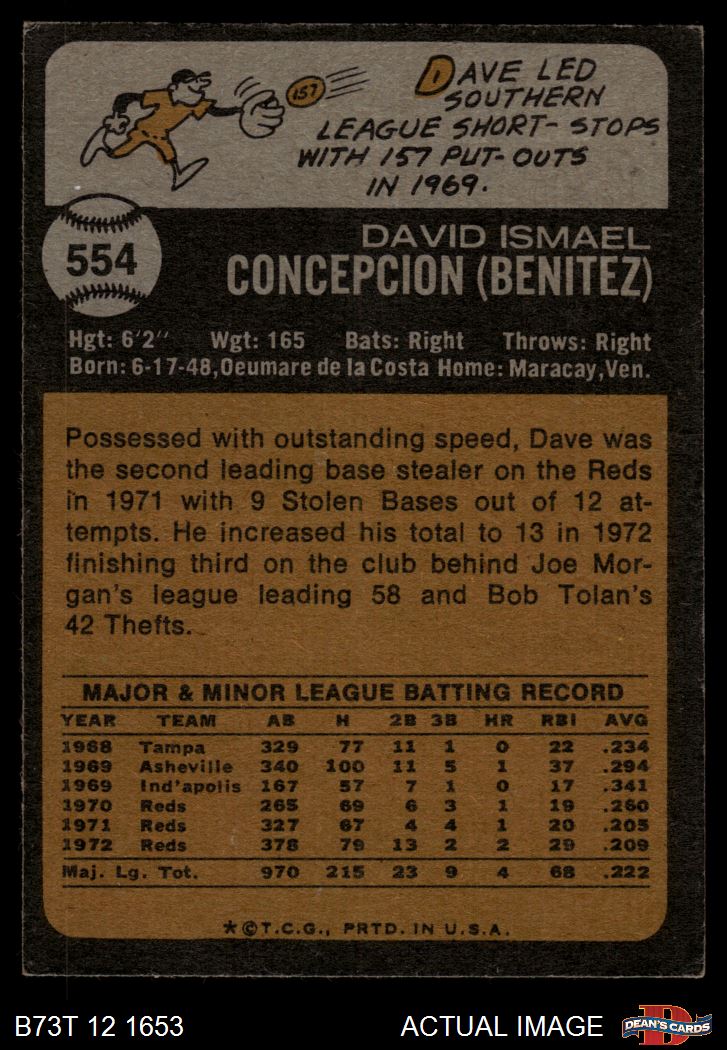 157
DAVE LED
SOUTHERN
LEAGUE SHORT-STOPS
WITH 157 PUT-OUTS
IN 1969.
554
DAVID ISMAEL
CONCEPCION (BENITEZ)
Hgt: 6'2" Wgt: 165 Bats: Right Throws: Right
Born: 6-17-48, Oeumare de la Costa Home: Maracay, Ven.
Possessed with outstanding speed, Dave was
the second leading base stealer on the Reds
in 1971 with 9 Stolen Bases out of 12 at-
tempts. He increased his total to 13 in 1972
finishing third on the club behind Joe Mor-
gan's league leading 58 and Bob Tolan's
42 Thefts.
MAJOR & MINOR LEAGUE BATTING RECORD
YEAR TEAM AB H 2B 3B HR RBI AVG
1968 Tampa 329 77 11 1 0 22 .234
1969 Asheville 340 100 11 5 1 37 .294
1969 Ind'apolis 167 57 7 1 0 17 .341
1970 Reds 265 69 6 3 1 19 .260
1971 Reds 327 67 4 4 1 20 .205
1972 Reds 378 79 13 2 2 29 .209
Maj. Lg. Tot. 970 215 23 9 4 68 .222
*©T.C.G., PRTD. IN U.S.A.
B73T 12 1653
ACTUAL IMAGE
D
DEAN'S CARDS